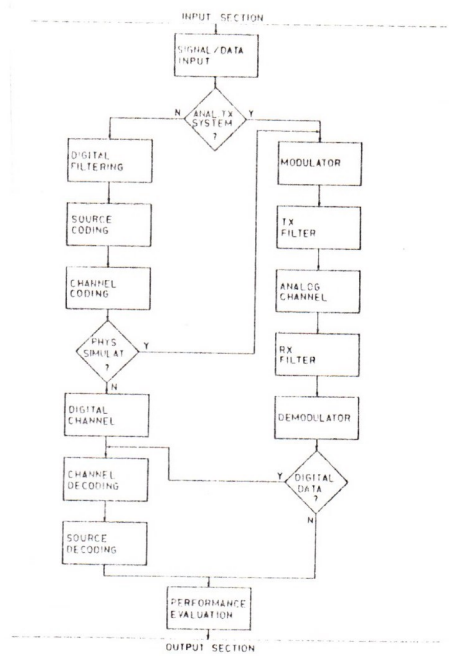 INPUT SECTION
SIGNAL/DATA
INPUT
ANAL.TX
SYSTEM
?
N
Y
DIGITAL
FILTERING
SOURCE
CODING
CHANNEL
CODING
PHYS
SIMULAT
?
Y
N
DIGITAL
CHANNEL
CHANNEL
DECODING
SOURCE
DECODING
MODULATOR
TX
FILTER
ANALOG
CHANNEL
RX
FILTER
DEMODULATOR
DIGITAL
DATA
?
Y
N
PERFORMANCE
EVALUATION
OUTPUT SECTION